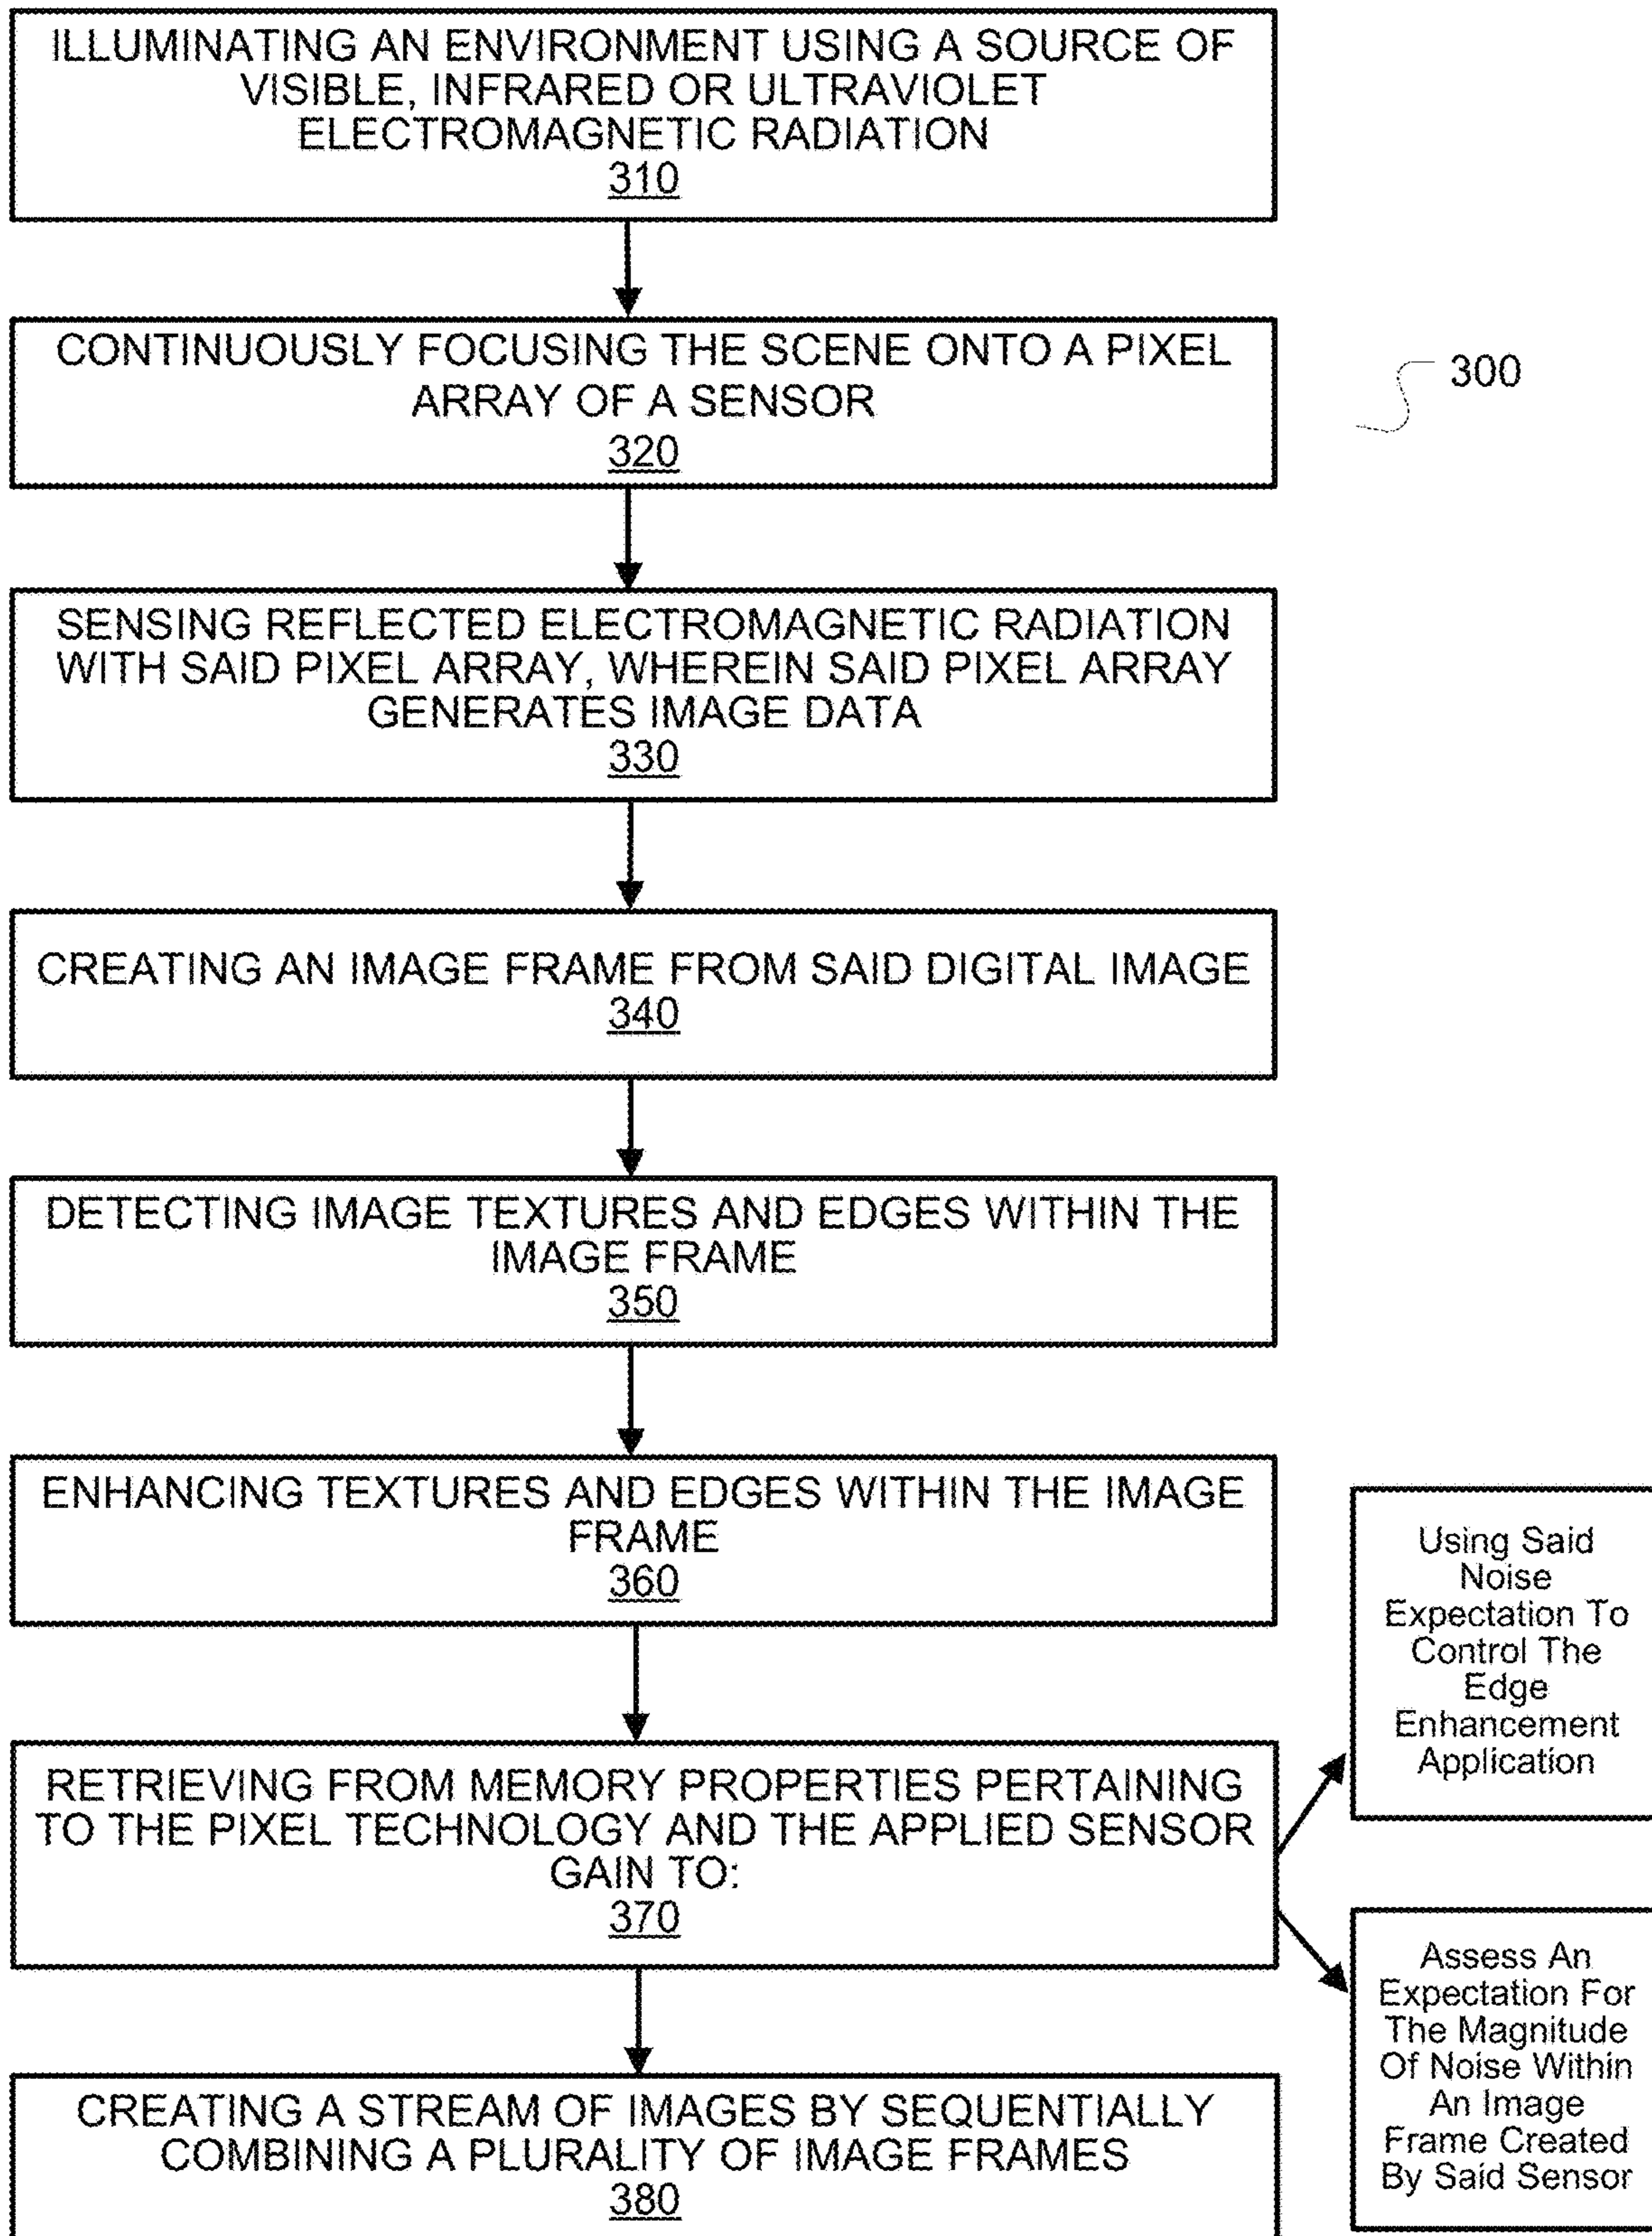 ILLUMINATING AN ENVIRONMENT USING A SOURCE OF
VISIBLE, INFRARED OR ULTRAVIOLET
ELECTROMAGNETIC RADIATION
310
CONTINUOUSLY FOCUSING THE SCENE ONTO A PIXEL
ARRAY OF A SENSOR
320
300
SENSING REFLECTED ELECTROMAGNETIC RADIATION
WITH SAID PIXEL ARRAY, WHEREIN SAID PIXEL ARRAY
GENERATES IMAGE DATA
330
CREATING AN IMAGE FRAME FROM SAID DIGITAL IMAGE
340
DETECTING IMAGE TEXTURES AND EDGES WITHIN THE
IMAGE FRAME
350
ENHANCING TEXTURES AND EDGES WITHIN THE IMAGE
FRAME
360
RETRIEVING FROM MEMORY PROPERTIES PERTAINING
TO THE PIXEL TECHNOLOGY AND THE APPLIED SENSOR
GAIN TO:
370
Using Said
Noise
Expectation To
Control The
Edge
Enhancement
Application
Assess An
Expectation For
The Magnitude
Of Noise Within
An Image
Frame Created
By Said Sensor
CREATING A STREAM OF IMAGES BY SEQUENTIALLY
COMBINING A PLURALITY OF IMAGE FRAMES
380